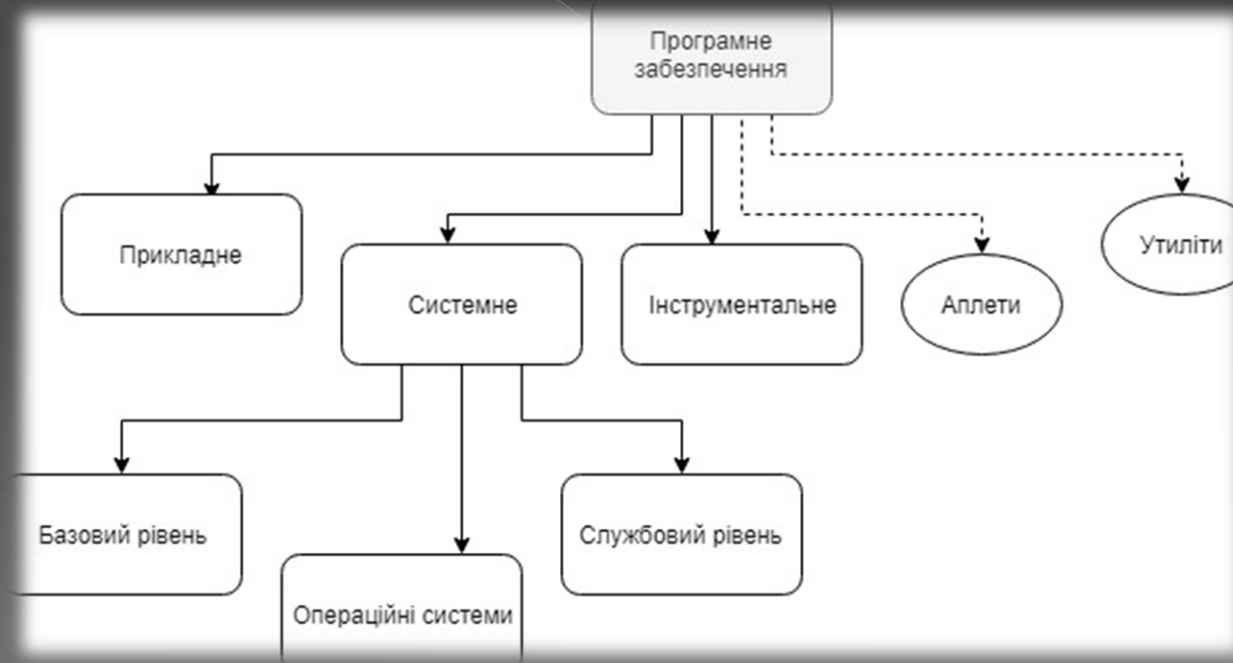 Програмне
забезпечення
Прикладне
Системне
Інструментальне
Аплети
Утиліти
Базовий рівень
Операційні системи
Службовий рівень